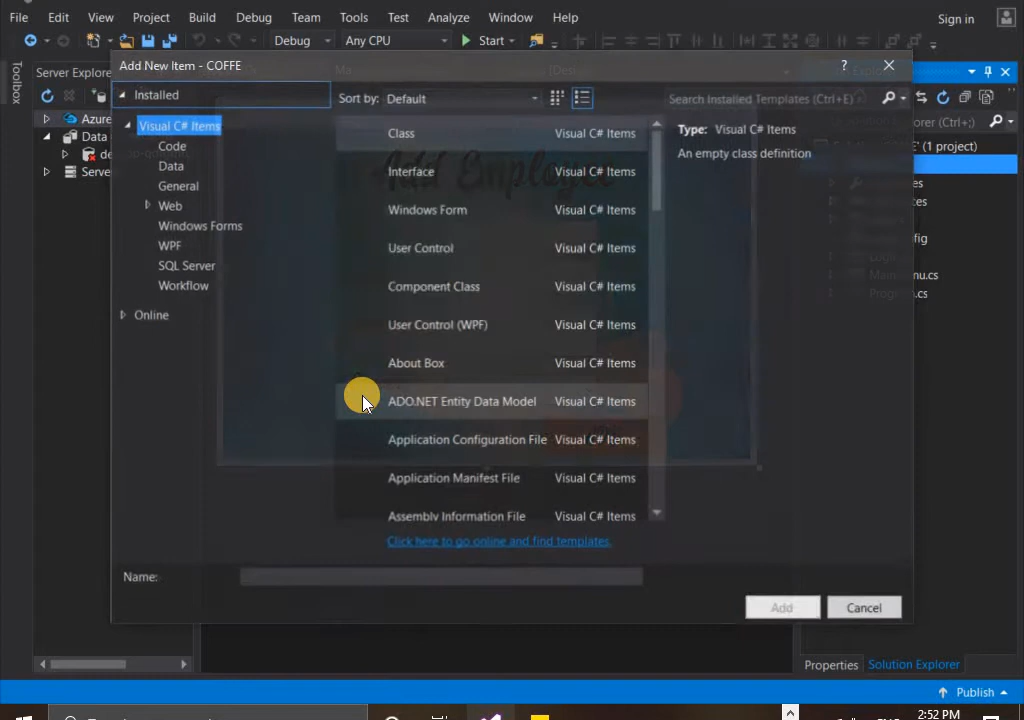 File Edit View Project Build Debug Team Tools Test Analyze Window Help Sign in
Debug Any CPU Start
Add New Item - COFFE ?
Toolbox
Server Explore
Installed
Sort by: Default
Search Installed Templates (Ctrl+E)
Azure
Data
Serve
Visual C# Items
Code
Data
General
Web
Windows Forms
WPF
SQL Server
Workflow
Online
Class Visual C# Items
Interface Visual C# Items
Windows Form Visual C# Items
User Control Visual C# Items
Component Class Visual C# Items
User Control (WPF) Visual C# Items
About Box Visual C# Items
ADO.NET Entity Data Model Visual C# Items
Application Configuration File Visual C# Items
Application Manifest File Visual C# Items
Assembly Information File Visual C# Items
Click here to go online and find templates.
Add Employee
Type: Visual C# Items
An empty class definition
orer (Ctrl+;)
(1 project)
Name:
Add Cancel
Properties Solution Explorer
Publish
2:52 PM